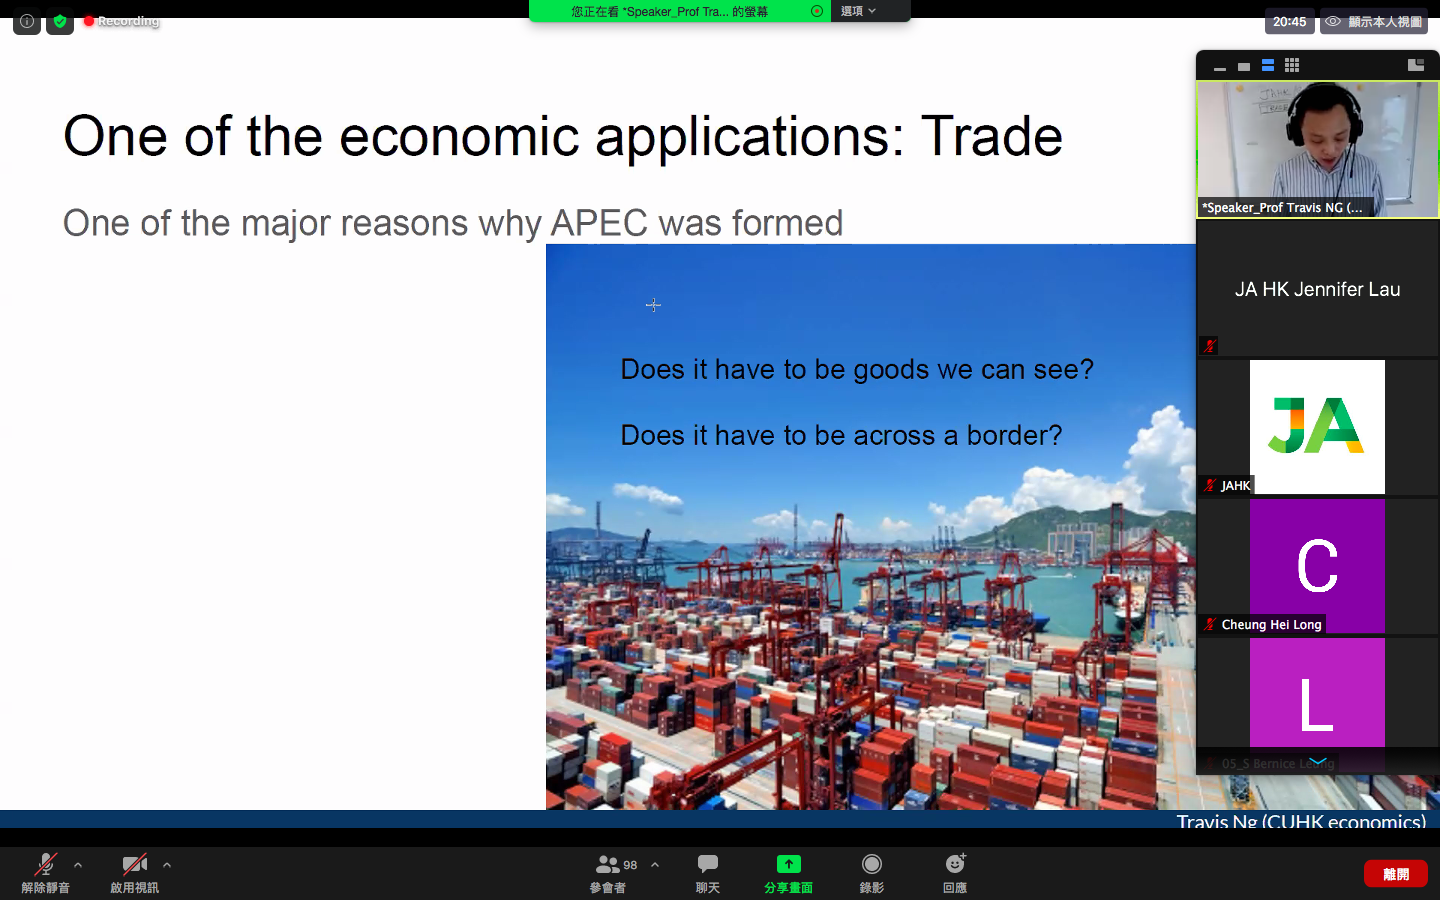 Recording
您正在看 *Speaker_Prof Tra... 的螢幕
選項
20:45
顯示本人視圖
One of the economic applications: Trade
One of the major reasons why APEC was formed
Does it have to be goods we can see?
Does it have to be across a border?
*Speaker_Prof Travis NG (...
JA HK Jennifer Lau
JA
JAHK
C
Cheung Hei Long
L
05_S Bernice Leung
Travis Ng (CUHK economics)
解除靜音
啟用視訊
98
參會者
聊天
分享畫面
錄影
回應
離開